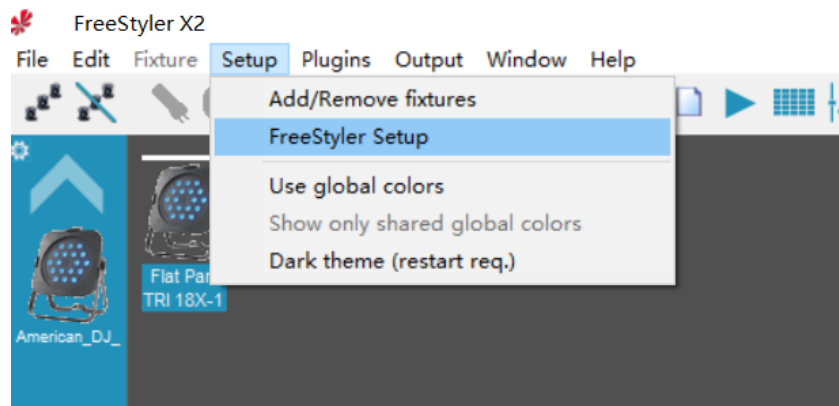 FreeStyler X2
File Edit Fixture Setup Plugins Output Window Help
Add/Remove fixtures
FreeStyler Setup
Use global colors
Show only shared global colors
Dark theme (restart req.)
Flat Par
TRI 18X-1
American_DJ_